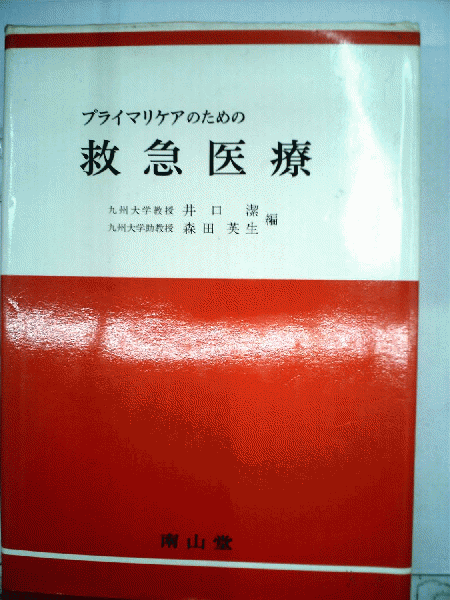 プライマリケアのための
救急医療
九州大学教授 井口 潔
九州大学助教授 森田英生
編
南山堂